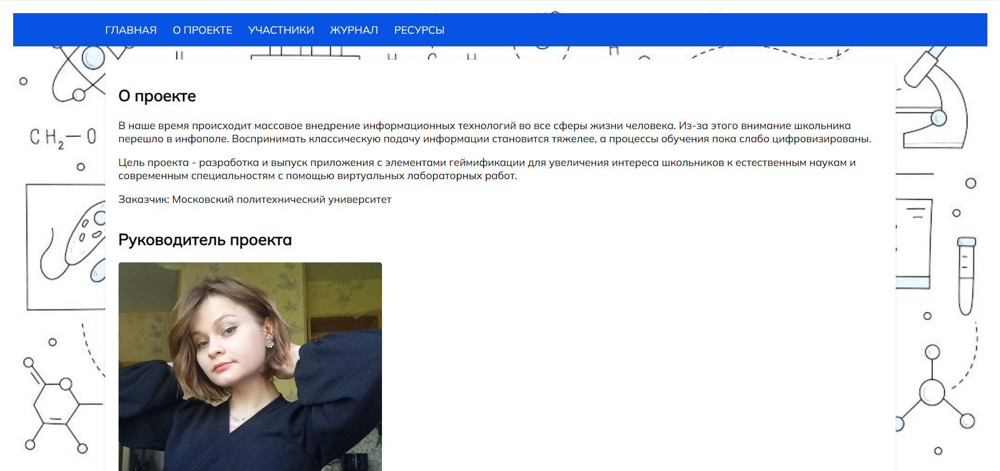 ГЛАВНАЯ О ПРОЕКТЕ УЧАСТНИКИ ЖУРНАЛ РЕСУРСЫ
H C H H
О проекте
В наше время происходит массовое внедрение информационных технологий во все сферы жизни человека. Из-за этого внимание школьника
перешло в инфополе. Воспринимать классическую подачу информации становится тяжелее, а процессы обучения пока слабо цифровизированы.
CH₂—O
Цель проекта - разработка и выпуск приложения с элементами геймификации для увеличения интереса школьников к естественным наукам и
современным специальностям с помощью виртуальных лабораторных работ.
Заказчик: Московский политехнический университет
Руководитель проекта